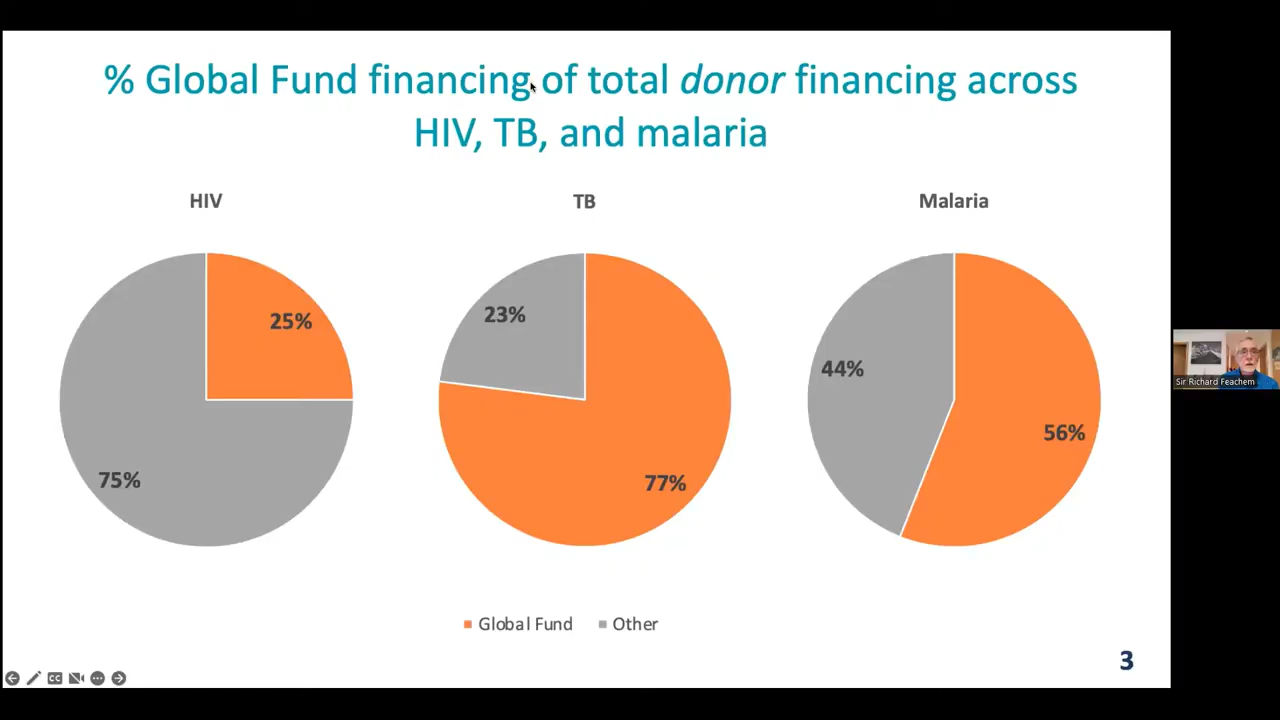 % Global Fund financing of total donor financing across
HIV, TB, and malaria
HIV
TB
Malaria
25%
75%
23%
77%
44%
56%
Global Fund
Other
3
CC
Sir Richard Feachem